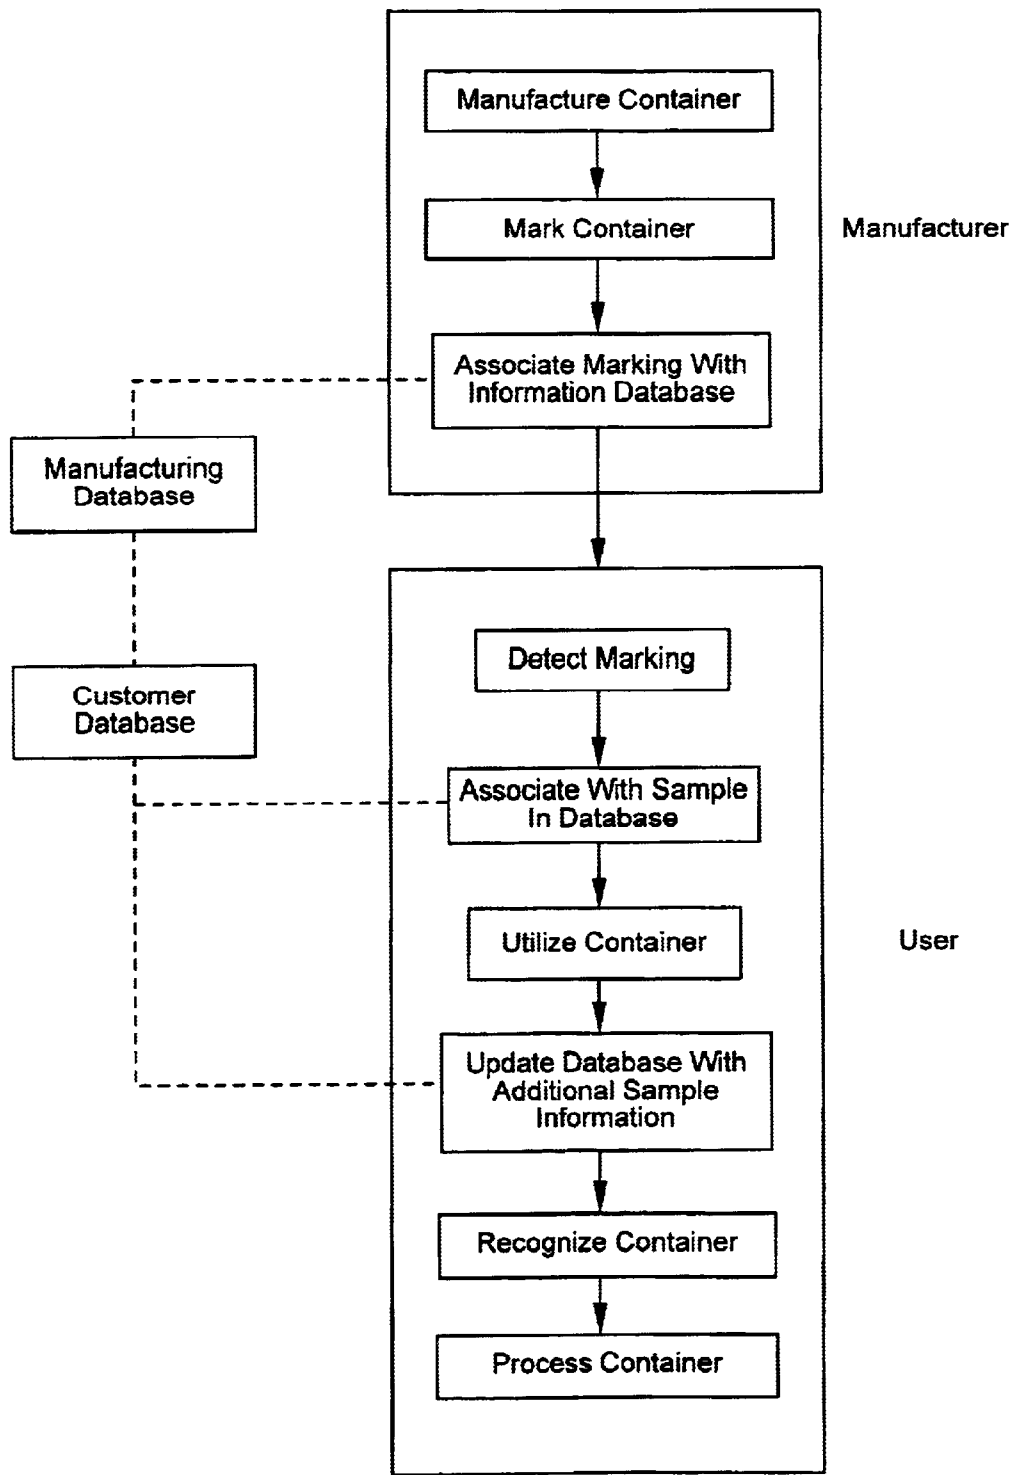 Manufacture Container
Mark Container
Manufacturer
Associate Marking With
Information Database
Manufacturing
Database
Detect Marking
Customer
Database
Associate With Sample
In Database
Utilize Container
User
Update Database With
Additional Sample
Information
Recognize Container
Process Container